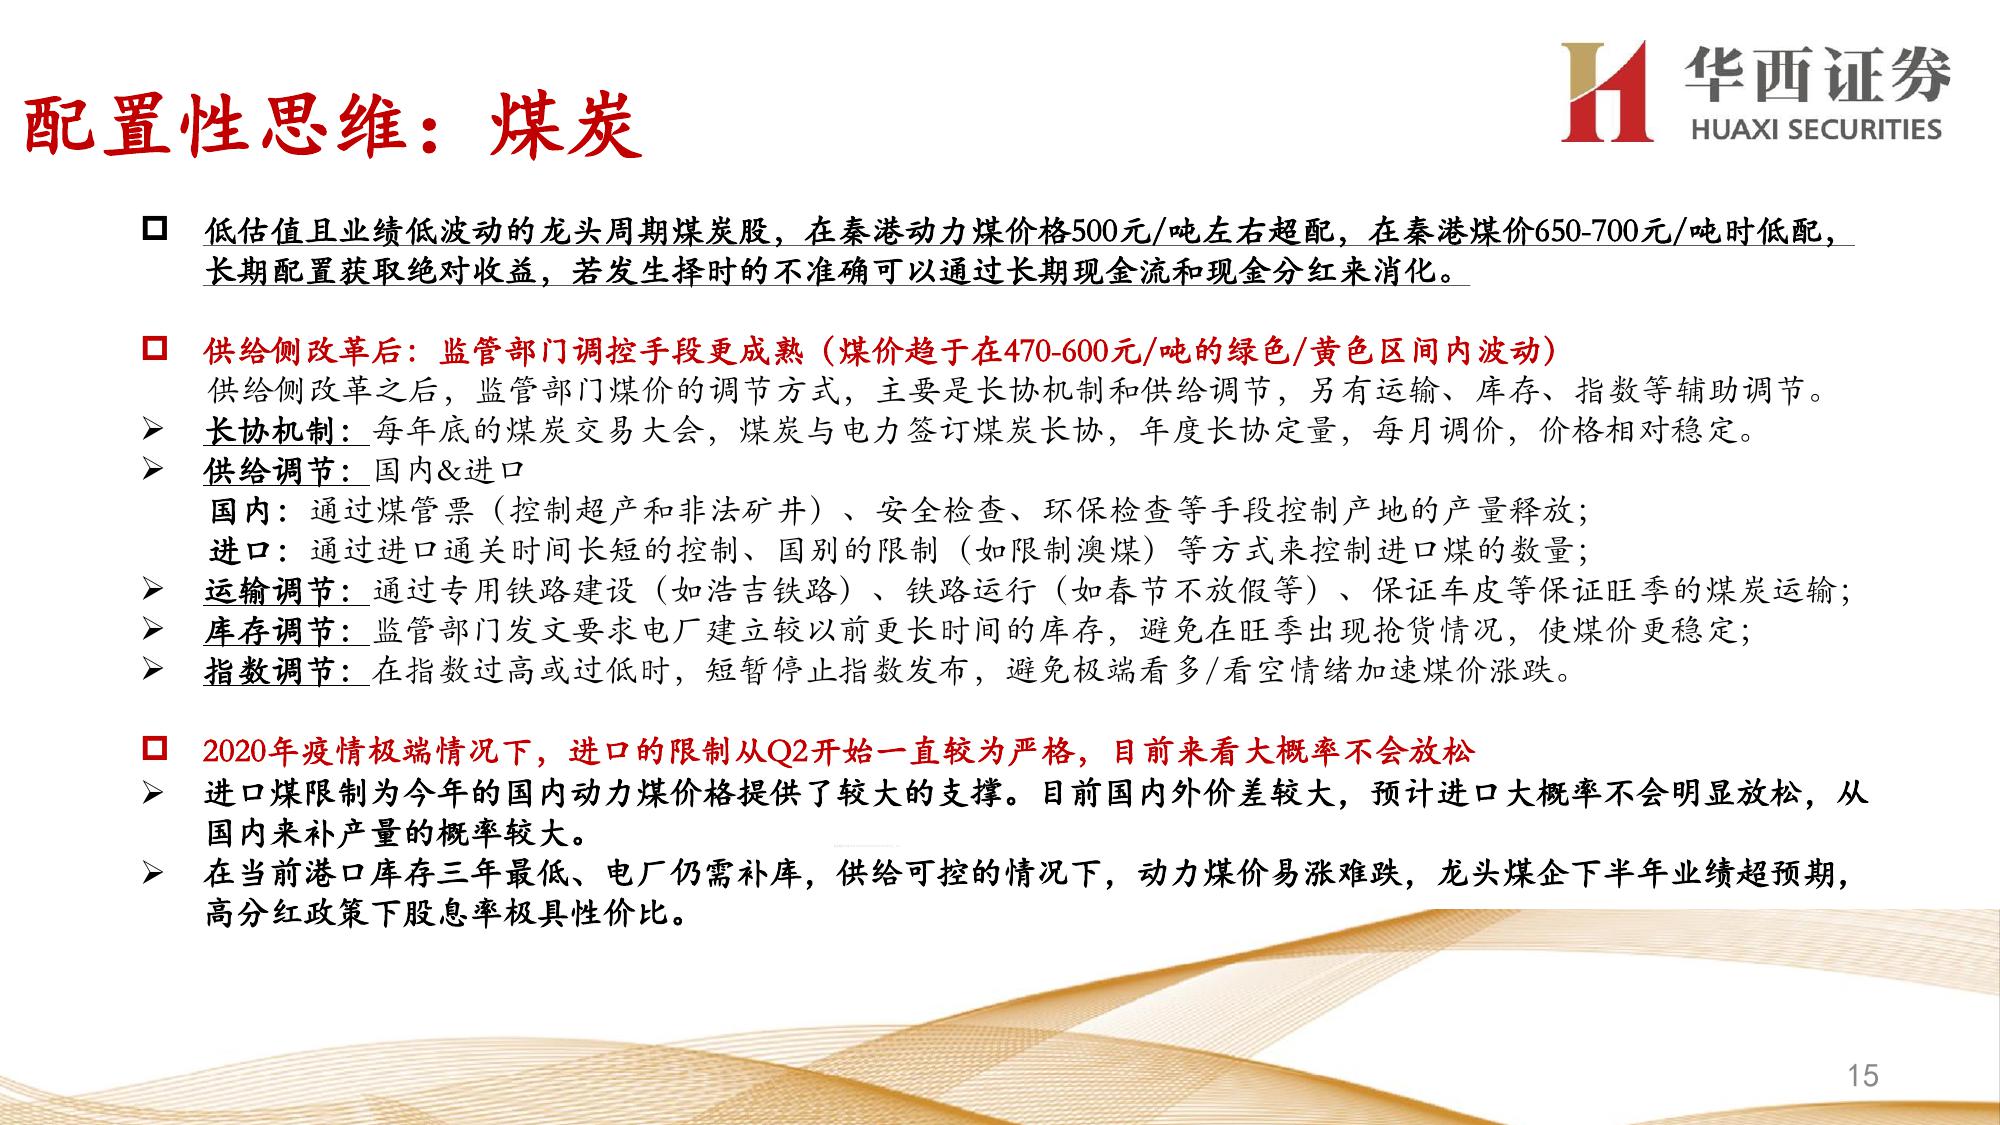 华西证券
HUAXI SECURITIES
配置性思维：煤炭
低估值且业绩低波动的龙头周期煤炭股，在秦港动力煤价格500元/吨左右超配，在秦港煤价650-700元/吨时低配，
长期配置获取绝对收益，若发生择时的不准确可以通过长期现金流和现金分红来消化。
供给侧改革后：监管部门调控手段更成熟（煤价趋于在470-600元/吨的绿色/黄色区间内波动）
供给侧改革之后，监管部门煤价的调节方式，主要是长协机制和供给调节，另有运输、库存、指数等辅助调节。
长协机制：每年底的煤炭交易大会，煤炭与电力签订煤炭长协，年度长协定量，每月调价，价格相对稳定。
供给调节：国内&进口
国内：通过煤管票（控制超产和非法矿井）、安全检查、环保检查等手段控制产地的产量释放；
进口：通过进口通关时间长短的控制、国别的限制（如限制澳煤）等方式来控制进口煤的数量；
运输调节：通过专用铁路建设（如浩吉铁路）、铁路运行（如春节不放假等）、保证车皮等保证旺季的煤炭运输；
库存调节：监管部门发文要求电厂建立较以前更长时间的库存，避免在旺季出现抢货情况，使煤价更稳定；
指数调节：在指数过高或过低时，短暂停止指数发布，避免极端看多/看空情绪加速煤价涨跌。
2020年疫情极端情况下，进口的限制从Q2开始一直较为严格，目前来看大概率不会放松
进口煤限制为今年的国内动力煤价格提供了较大的支撑。目前国内外价差较大，预计进口大概率不会明显放松，从
国内来补产量的概率较大。
在当前港口库存三年最低、电厂仍需补库，供给可控的情况下，动力煤价易涨难跌，龙头煤企下半年业绩超预期，
高分红政策下股息率极具性价比。
15